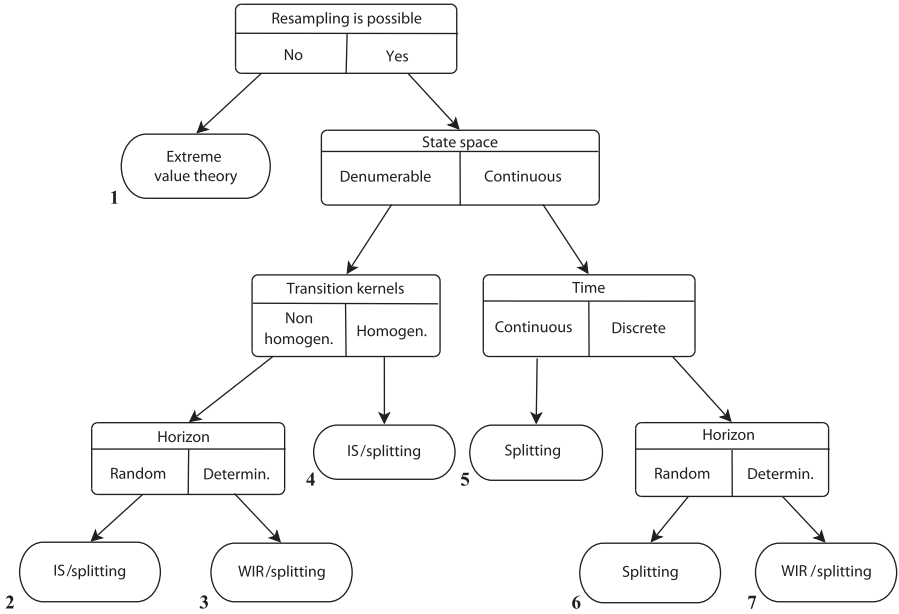 Resampling is possible
No
Yes
State space
Extreme
value theory
1
Denumerable
Continuous
Transition kernels
Non
homogen.
Homogen.
Time
Continuous
Discrete
Horizon
Random
Determin.
IS/splitting
4
Splitting
5
Horizon
Random
Determin.
IS/splitting
2
WIR/splitting
3
Splitting
6
WIR/splitting
7